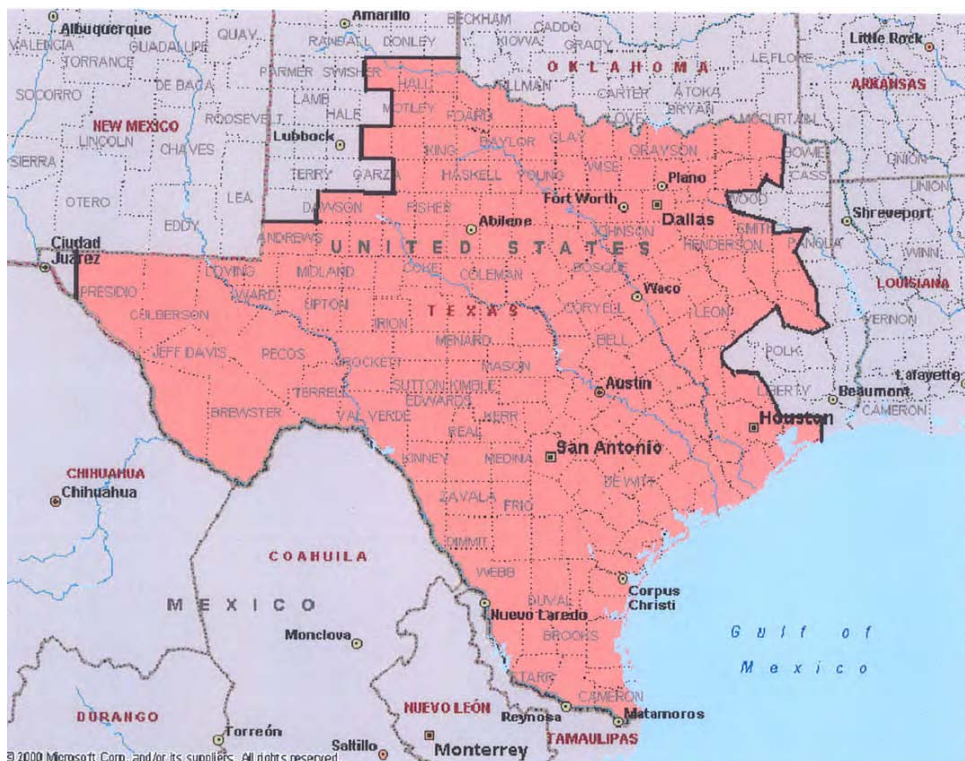 Amarillo
BECKHAM
CADDO
Albuquerque
QUAY
RANDALL
DONLEY
KIOWA
GRADY
Little Rock
VALENCIA
GUADALUPE
TORRANCE
PARMER
SWISHER
OKLAHOMA
LE FLORE
DE BACA
HALL
TILLMAN
CARTER
ATOKA
ARKANSAS
SOCORRO
LAMB
MOTLEY
BRYAN
ROOSEVELT
HALE
FOARD
LOVE
MCCURTAIN
NEW MEXICO
LINCOLN
Lubbock
BAYLOR
CLAY
GRAYSON
CHAVES
KING
BOWIE
SIERRA
WISE
UNION
TERRY
GARZA
HASKELL
YOUNG
CASS
Plano
UNION
OTERO
LEA
DAWSON
FISHER
Fort Worth
WOOD
EDDY
Abilene
Dallas
Shreveport
Ciudad
Juárez
ANDREWS
UNITED STATES
JOHNSON
SMITH
HENDERSON
PANOLA
WINN
LOVING
MIDLAND
COKE
COLEMAN
BOSQUE
LOUISIANA
PRESIDIO
WARD
UPTON
Waco
CULBERSON
TEXAS
CORYELL
LEON
VERNON
IRION
BELL
MENARD
JEFF DAVIS
PECOS
CROCKETT
MASON
POLK
Lafayette
SUTTON
KIMBLE
Austin
LIBERTY
Beaumont
TERRELL
EDWARDS
CAMERON
BREWSTER
VAL VERDE
KERR
Houston
REAL
San Antonio
KINNEY
MEDINA
CHIHUAHUA
DE WITT
Chihuahua
ZAVALA
FRIO
DIMMIT
COAHUILA
WEBB
Corpus
Christi
MEXICO
DUVAL
Nuevo Laredo
Gulf of
Mexico
Monclova
BROOKS
STARR
CAMERON
NUEVO LEÓN
DURANGO
Reynosa
Matamoros
Torreón
TAMAULIPAS
Saltillo
Monterrey
© 2000 Microsoft Corp. and/or its suppliers. All rights reserved.